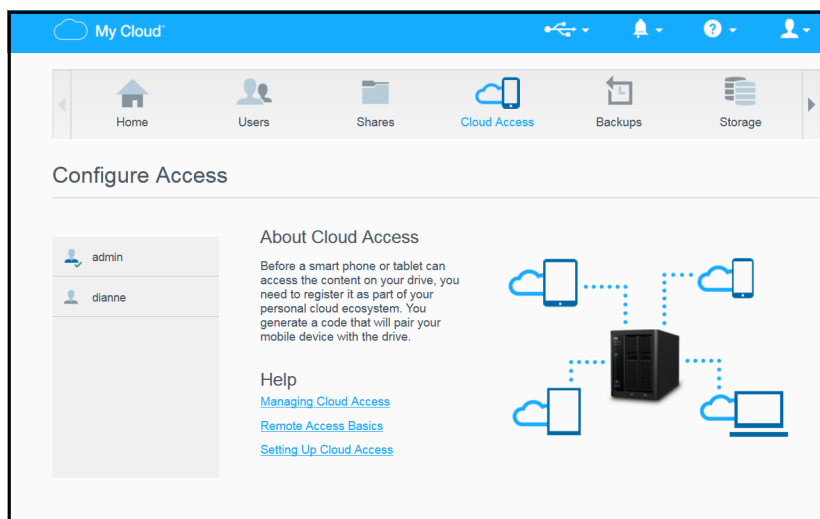 My Cloud™
Home
Users
Shares
Cloud Access
Backups
Storage
Configure Access
admin
dianne
About Cloud Access
Before a smart phone or tablet can
access the content on your drive, you
need to register it as part of your
personal cloud ecosystem. You
generate a code that will pair your
mobile device with the drive.
Help
Managing Cloud Access
Remote Access Basics
Setting Up Cloud Access